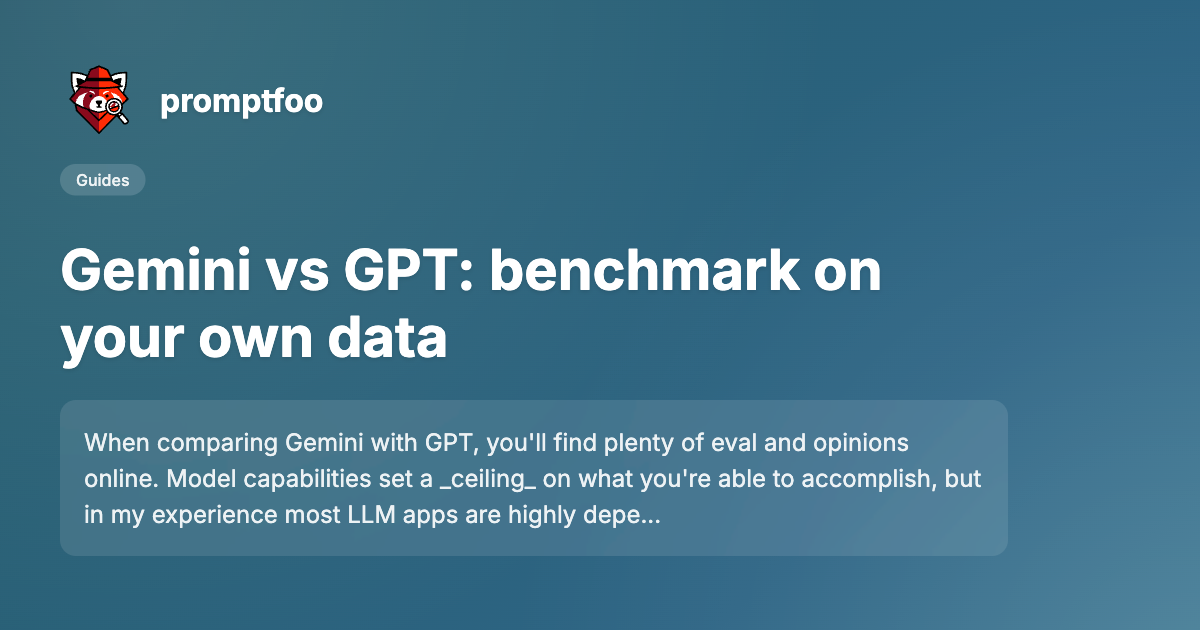 promptfoo
Guides
Gemini vs GPT: benchmark on
your own data
When comparing Gemini with GPT, you'll find plenty of eval and opinions
online. Model capabilities set a _ceiling_ on what you're able to accomplish, but
in my experience most LLM apps are highly depe...